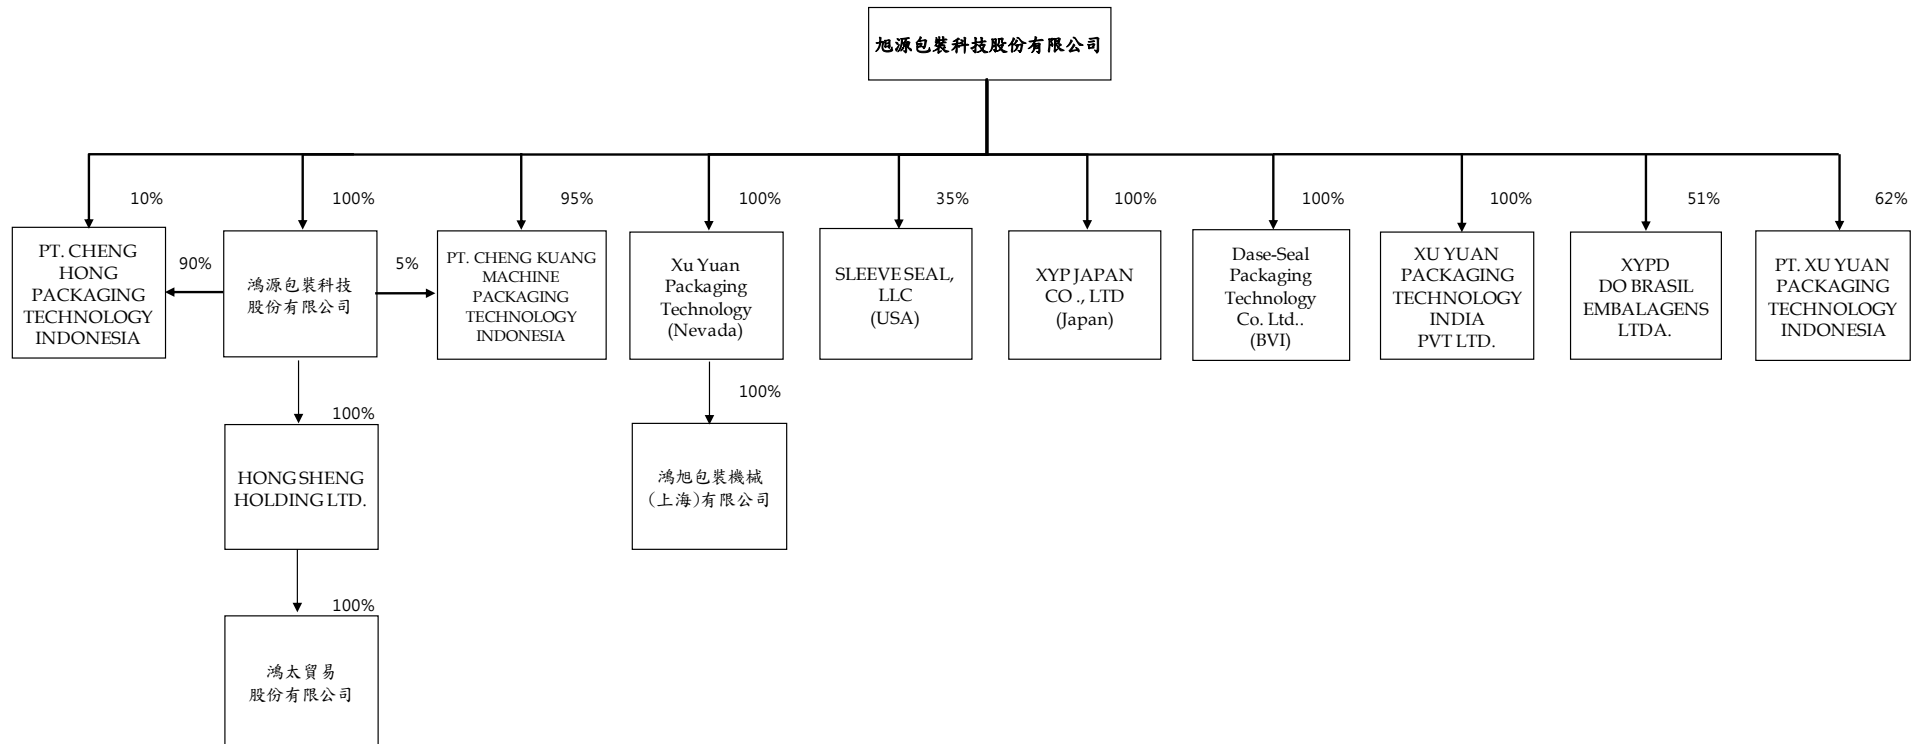 旭源包裝科技股份有限公司
10%
100%
95%
100%
35%
100%
100%
100%
51%
62%
PT. CHENG
HONG
PACKAGING
TECHNOLOGY
INDONESIA
90%
鴻源包裝科技
股份有限公司
5%
PT. CHENG KUANG
MACHINE
PACKAGING
TECHNOLOGY
INDONESIA
Xu Yuan
Packaging
Technology
(Nevada)
SLEEVE SEAL,
LLC
(USA)
XYP JAPAN
CO ., LTD
(Japan)
Dase-Seal
Packaging
Technology
Co. Ltd..
(BVI)
XU YUAN
PACKAGING
TECHNOLOGY
INDIA
PVT LTD.
XYPD
DO BRASIL
EMBALAGENS
LTDA.
PT. XU YUAN
PACKAGING
TECHNOLOGY
INDONESIA
100%
100%
HONG SHENG
HOLDING LTD.
鴻旭包裝機械
(上海)有限公司
100%
鴻太貿易
股份有限公司